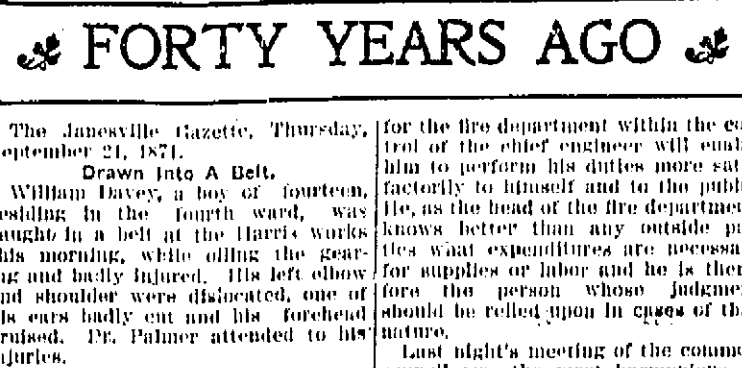 FORTY YEARS AGO
The Janesville Gazette, Thursday,
eptember 21, 1871.
Drawn Into A Belt.
William Davey, a boy of fourteen,
esiding in the fourth ward, was
aught in a belt at the Harris works
his morning, while oiling the gear-
ng and badly injured. His left elbow
nd shoulder were dislocated, one of
is ears badly cut and his forehead
ruised. Dr. Palmer attended to his
njuries.
for the fire department within the co
trol of the chief engineer will enab
him to perform his duties more sat
factorily to himself and to the publ
He, as the head of the fire departme
knows better than any outside pa
ties what expenditures are necessa
for supplies or labor and he is ther
fore the person whose judgme
should be relied upon in cases of th
nature.
Last night's meeting of the commo